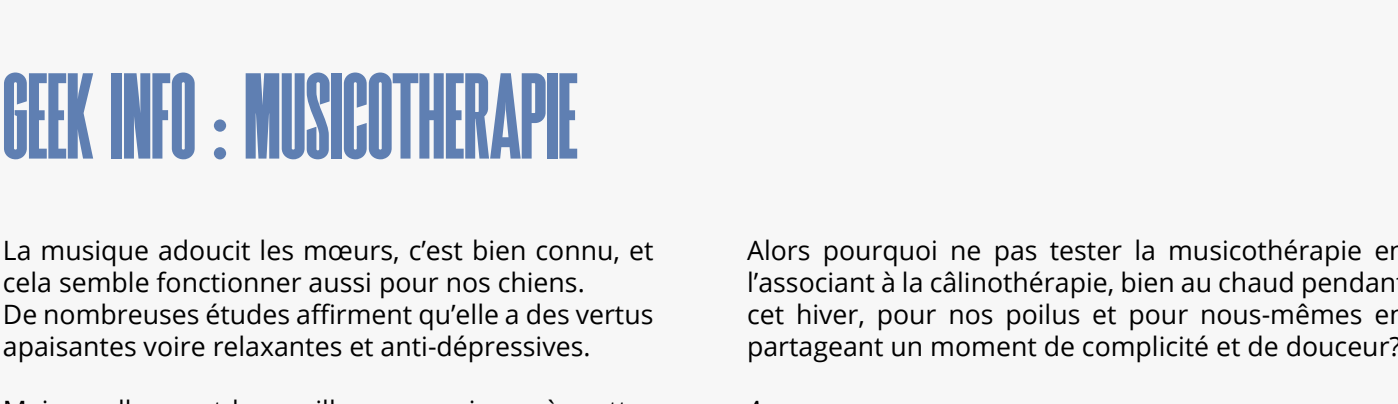 GEEK INFO : MUSICOTHERAPIE
La musique adoucit les mœurs, c’est bien connu, et
cela semble fonctionner aussi pour nos chiens.
De nombreuses études affirment qu’elle a des vertus
apaisantes voire relaxantes et anti-dépressives.
Alors pourquoi ne pas tester la musicothérapie en
l’associant à la câlinothérapie, bien au chaud pendant
cet hiver, pour nos poilus et pour nous-mêmes en
partageant un moment de complicité et de douceur?